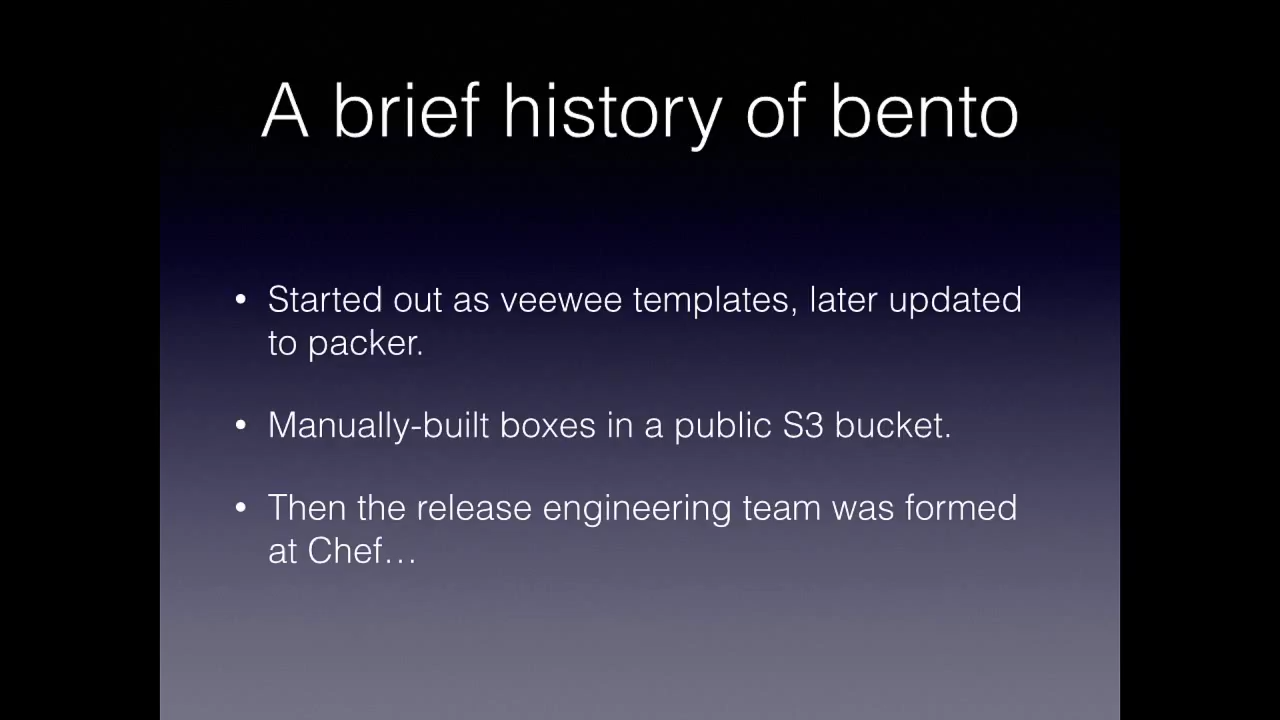 A brief history of bento
• Started out as veewee templates, later updated
to packer.
• Manually-built boxes in a public S3 bucket.
• Then the release engineering team was formed
at Chef…